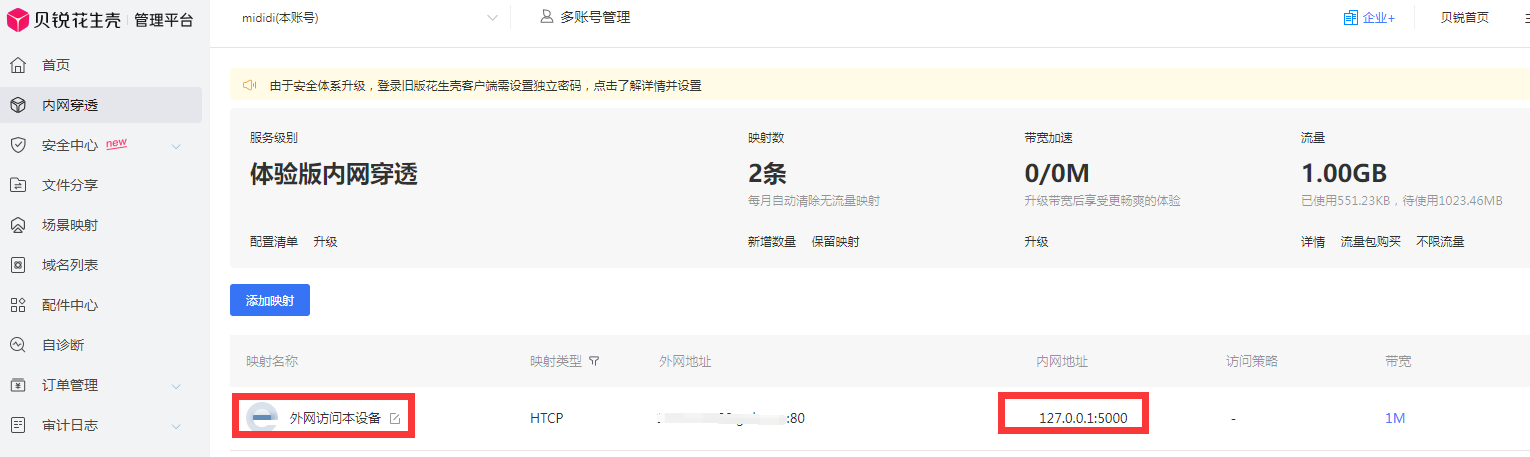 贝锐花生壳 管理平台 mididi(本账号) 多账号管理 企业+ 贝锐首页
首页
内网穿透
安全中心 new
文件分享
场景映射
域名列表
配件中心
自诊断
订单管理
审计日志
由于安全体系升级，登录旧版花生壳客户端需设置独立密码，点击了解详情并设置
服务级别 映射数 带宽加速 流量
体验版内网穿透 2条 0/0M 1.00GB
每月自动清除无流量映射 升级带宽后享受更畅爽的体验 已使用551.23KB，待使用1023.46MB
配置清单 升级 新增数量 保留映射 升级 详情 流量包购买 不限流量
添加映射
映射名称 映射类型 外网地址 内网地址 访问策略 带宽
外网访问本设备 HTCP :80 127.0.0.1:5000 - 1M